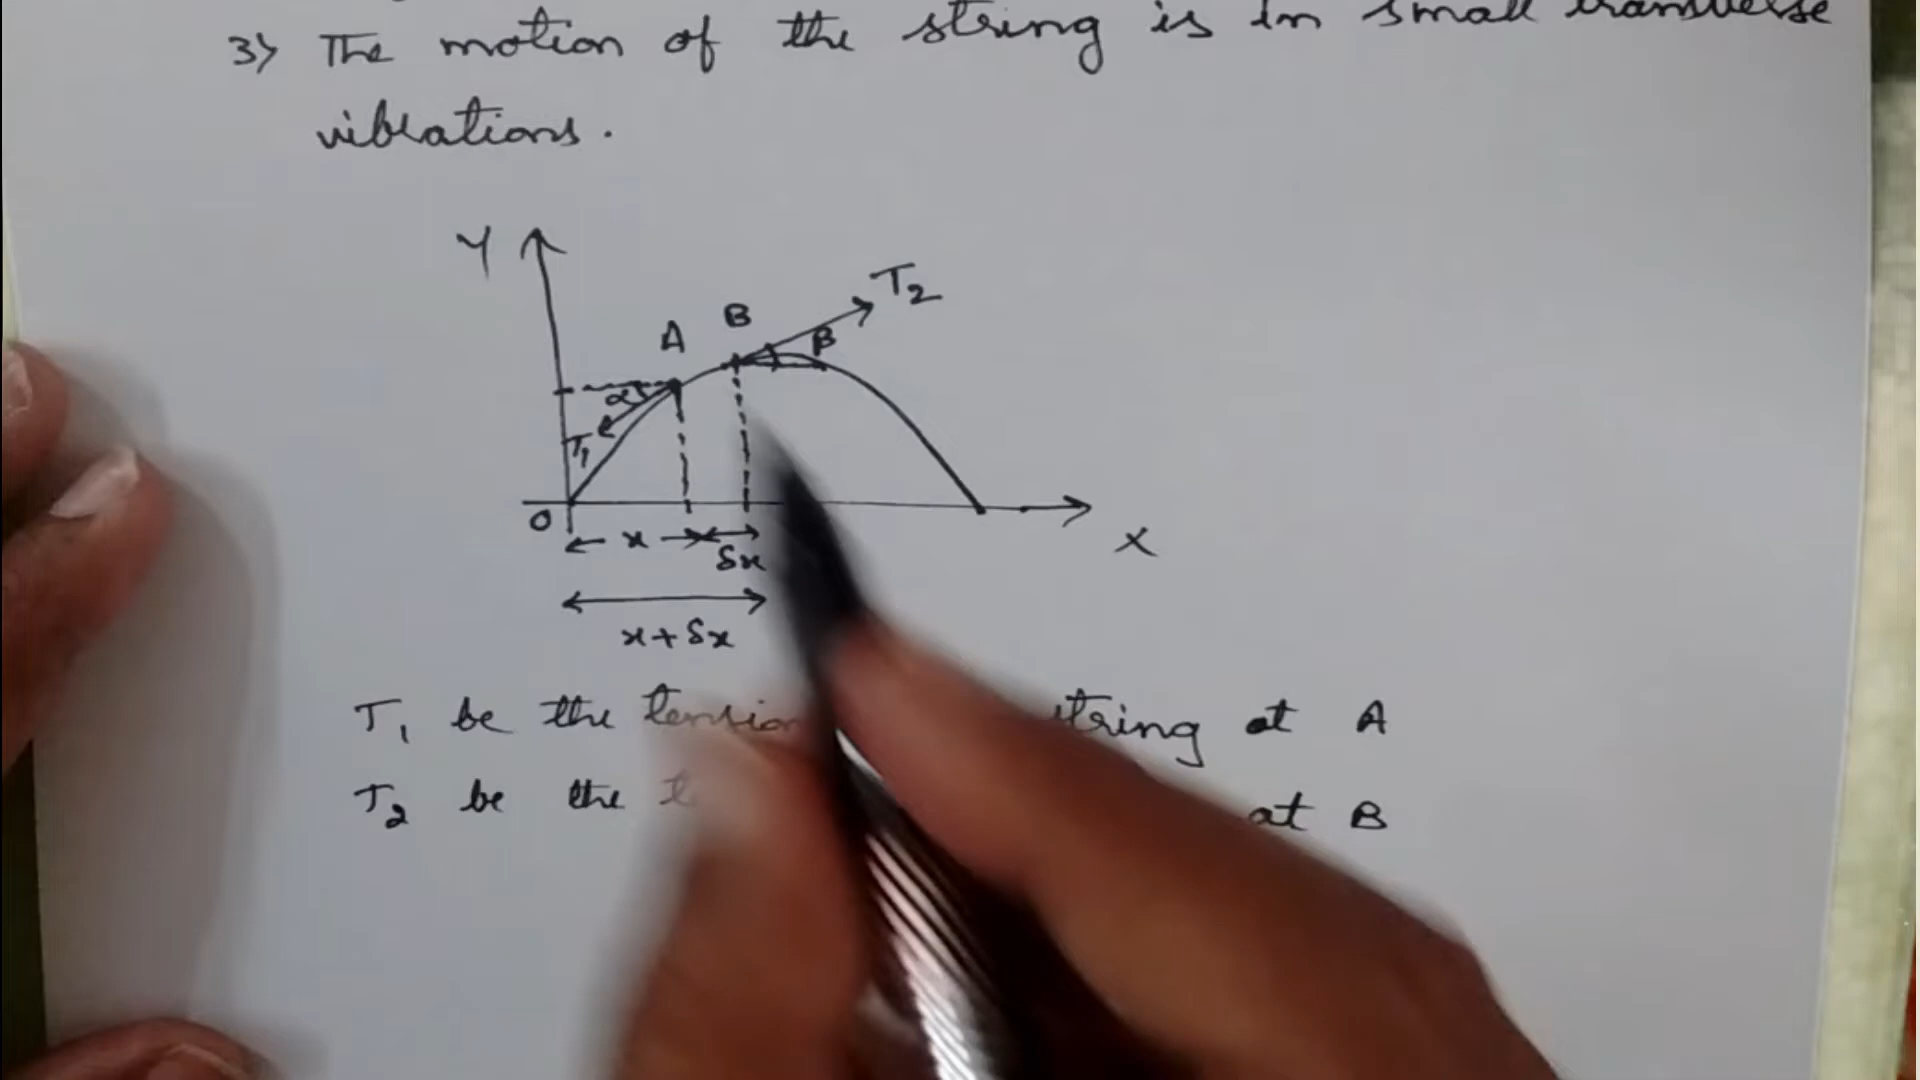 3) The motion of the string is in small transverse
vibrations.
Y
T2
B
A
β
α
T1
O
x
δx
X
x+δx
T1 be the tension string at A
T2 be the at B